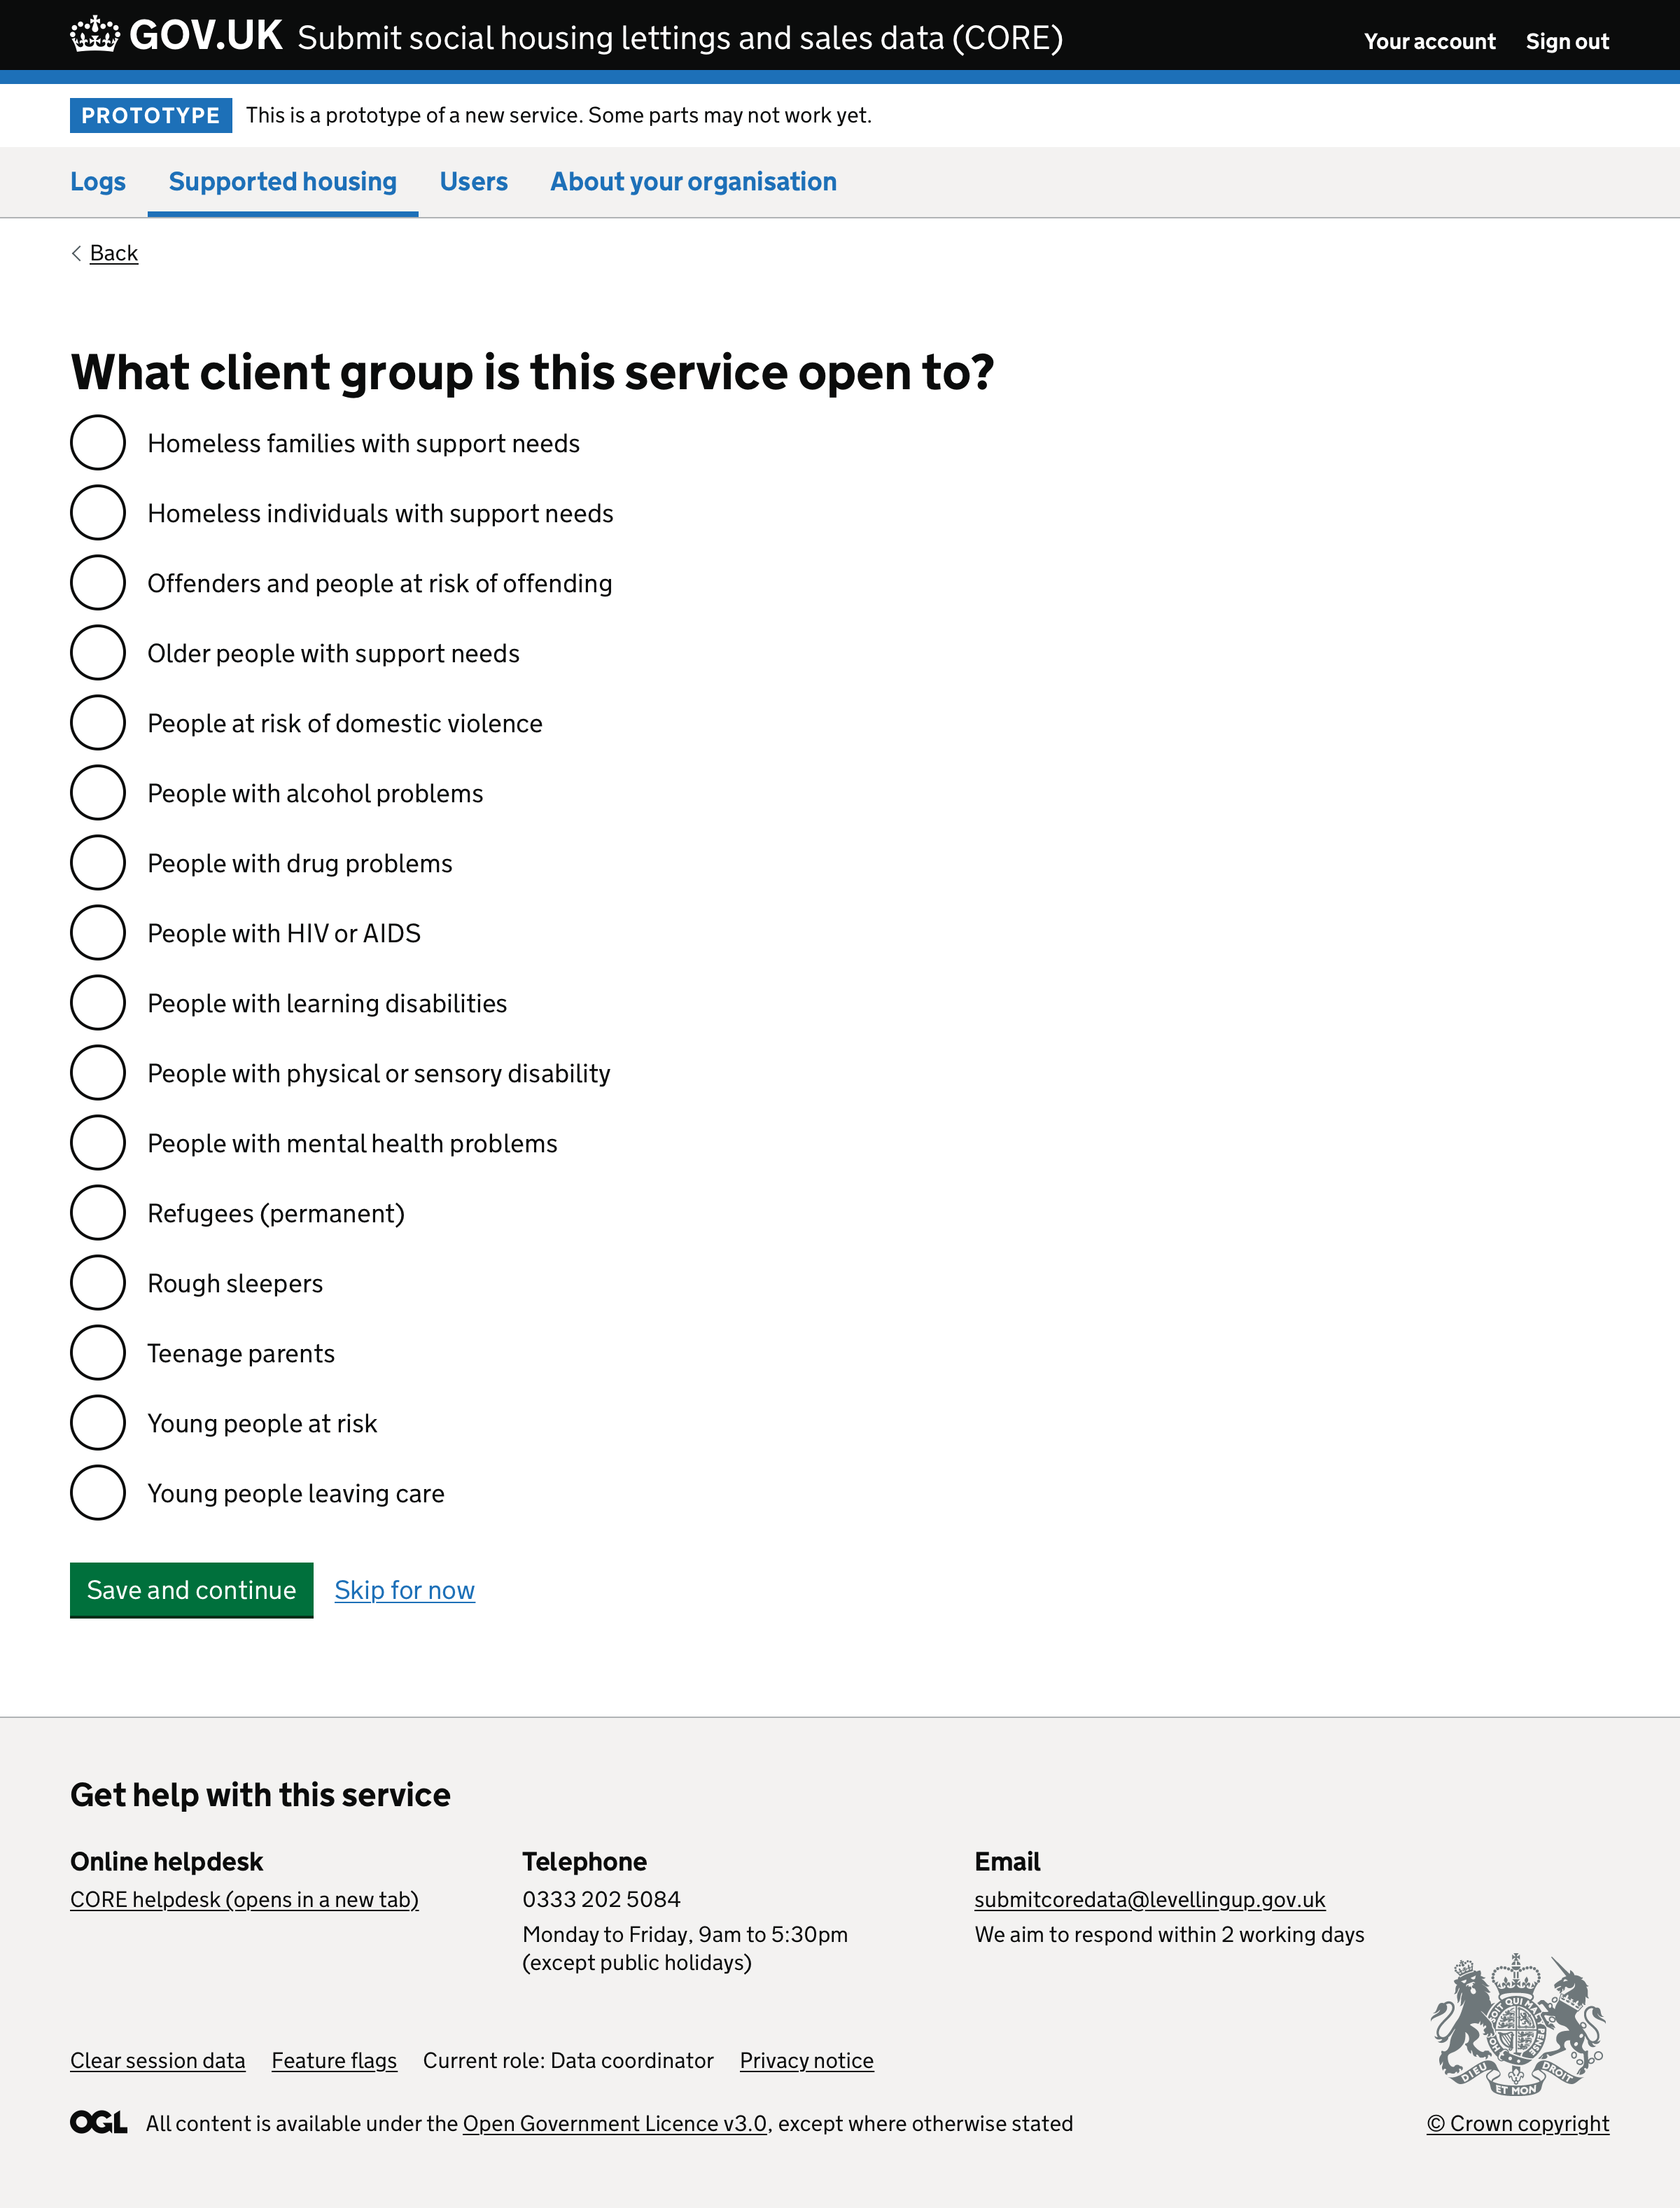 GOV.UK Submit social housing lettings and sales data (CORE) Your account Sign out
PROTOTYPE This is a prototype of a new service. Some parts may not work yet.
Logs Supported housing Users About your organisation
Back
What client group is this service open to?
Homeless families with support needs
Homeless individuals with support needs
Offenders and people at risk of offending
Older people with support needs
People at risk of domestic violence
People with alcohol problems
People with drug problems
People with HIV or AIDS
People with learning disabilities
People with physical or sensory disability
People with mental health problems
Refugees (permanent)
Rough sleepers
Teenage parents
Young people at risk
Young people leaving care
Save and continue Skip for now
Get help with this service
Online helpdesk
CORE helpdesk (opens in a new tab)
Telephone
0333 202 5084
Monday to Friday, 9am to 5:30pm
(except public holidays)
Email
submitcoredata@levellingup.gov.uk
We aim to respond within 2 working days
DIEU ET MON DROIT
Clear session data Feature flags Current role: Data coordinator Privacy notice
OGL All content is available under the Open Government Licence v3.0, except where otherwise stated
© Crown copyright